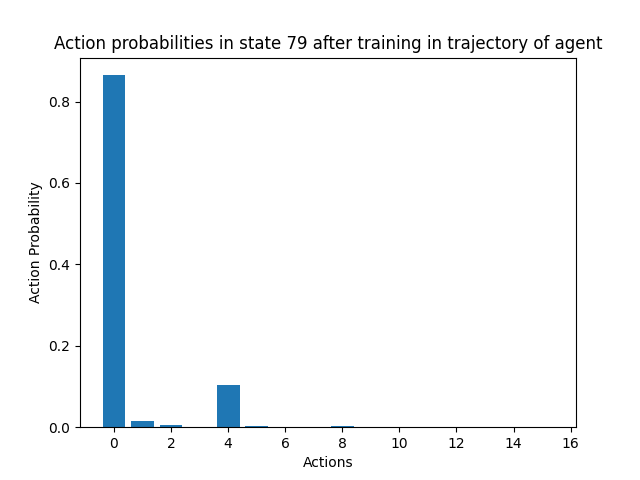 Action probabilities in state 79 after training in trajectory of agent
0.8
0.6
0.4
0.2
0.0
Action Probability
0 2 4 6 8 10 12 14 16
Actions